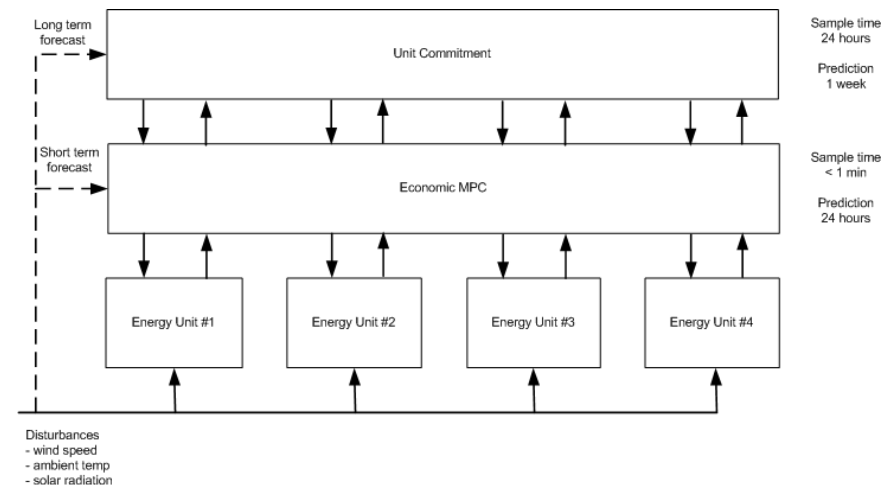 Long term
forecast
Unit Commitment
Sample time
24 hours
Prediction
1 week
Short term
forecast
Economic MPC
Sample time
< 1 min
Prediction
24 hours
Energy Unit #1
Energy Unit #2
Energy Unit #3
Energy Unit #4
Disturbances
- wind speed
- ambient temp
- solar radiation